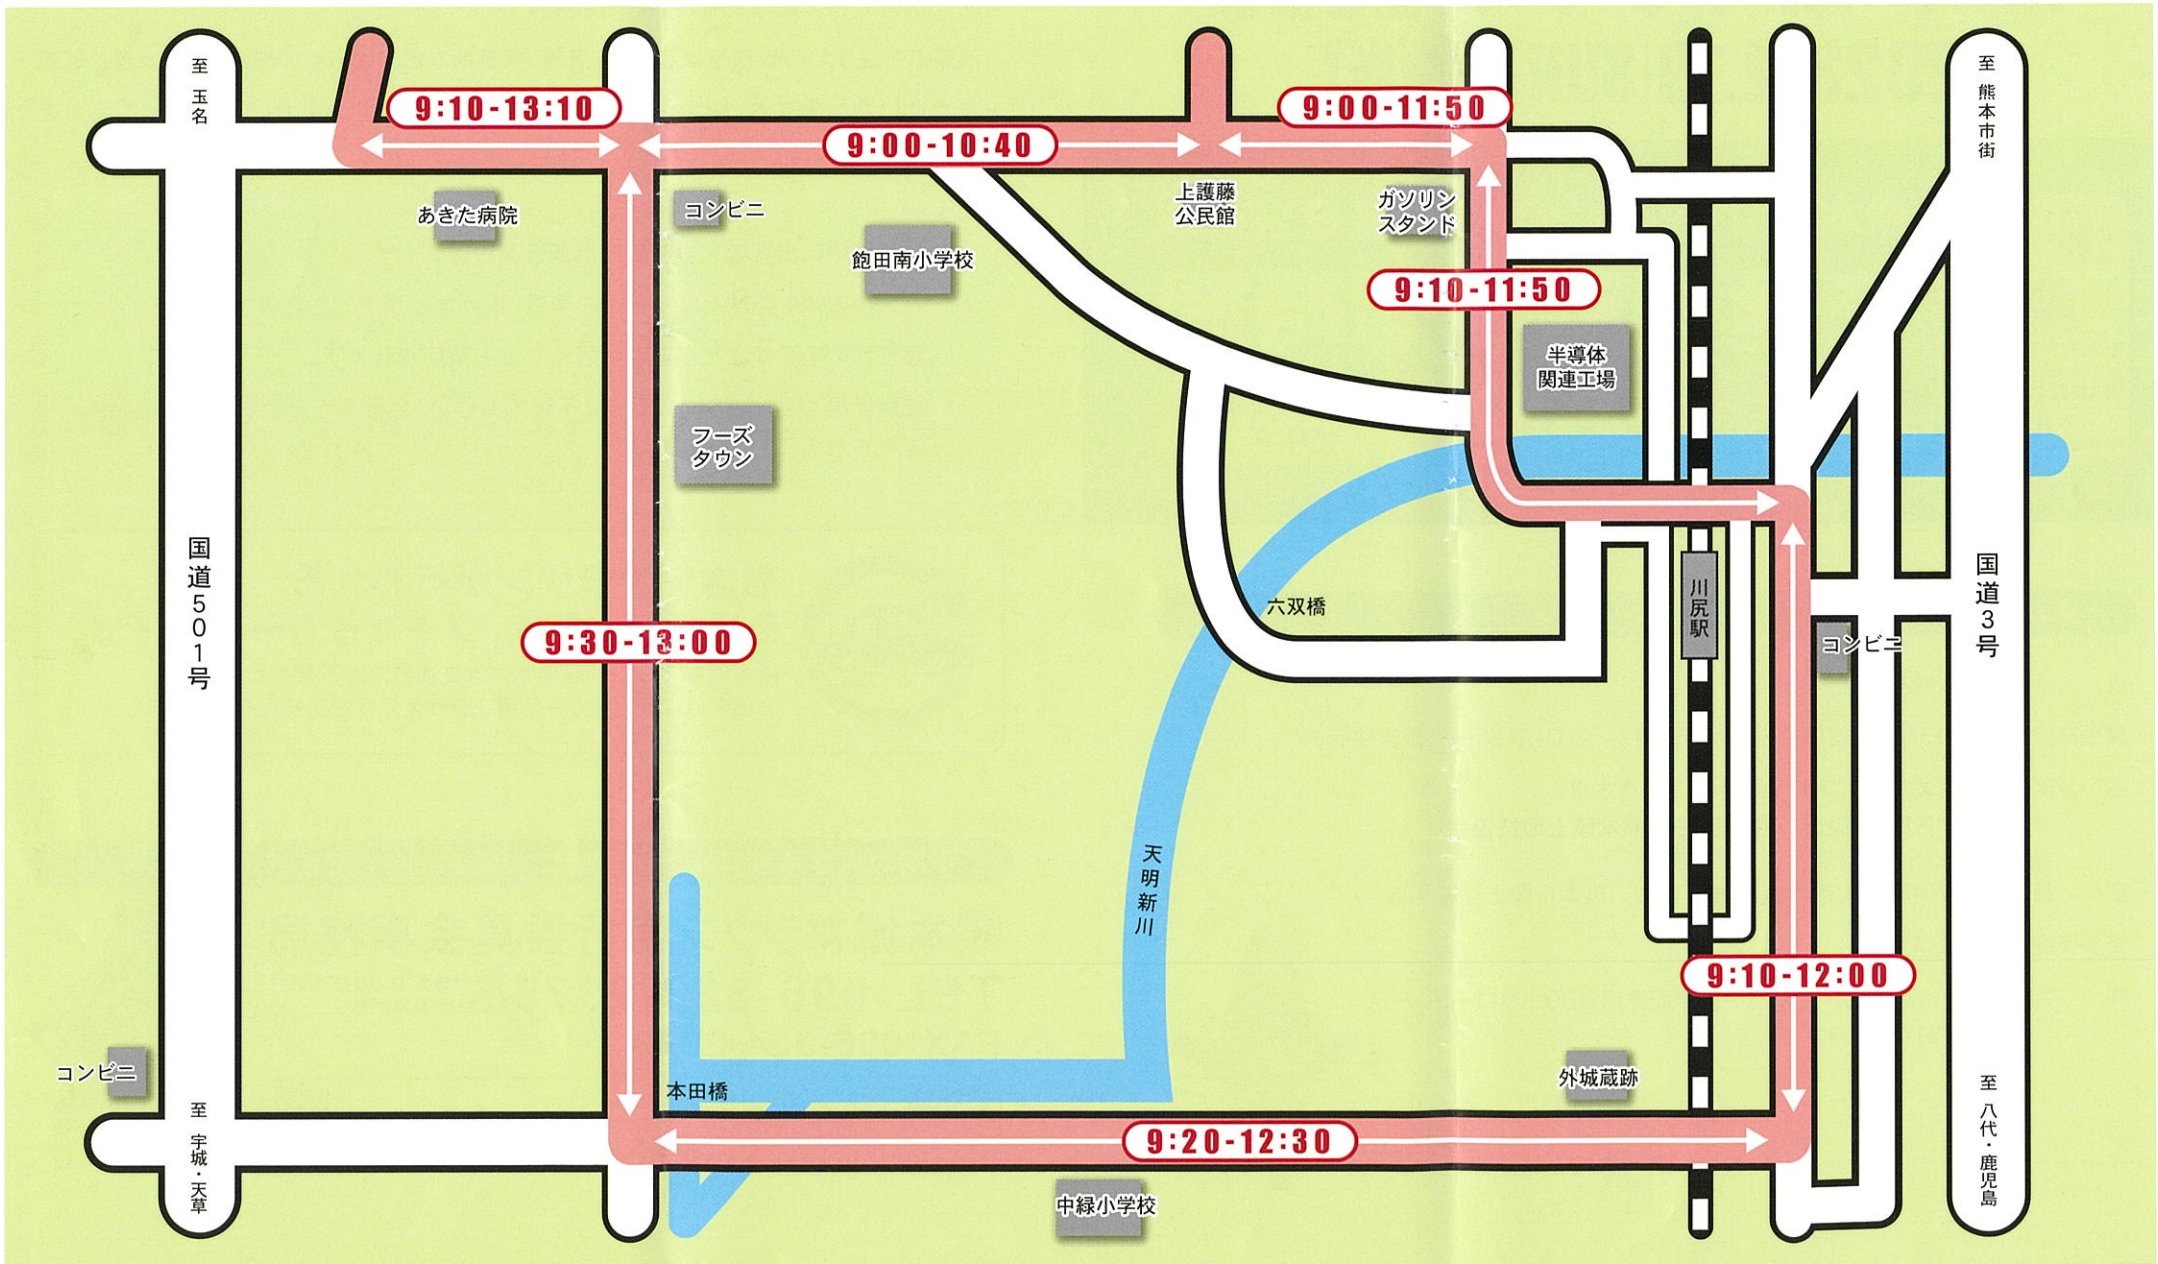 至 玉名
至 熊本市街
9:10-13:10
9:00-10:40
9:00-11:50
あきた病院
コンビニ
飽田南小学校
上護藤
公民館
ガソリン
スタンド
9:10-11:50
半導体
関連工場
フーズ
タウン
国道501号
国道3号
9:30-13:00
六双橋
川尻駅
コンビニ
天明新川
9:10-12:00
コンビニ
本田橋
外城蔵跡
至 宇城・天草
9:20-12:30
至 八代・鹿児島
中緑小学校